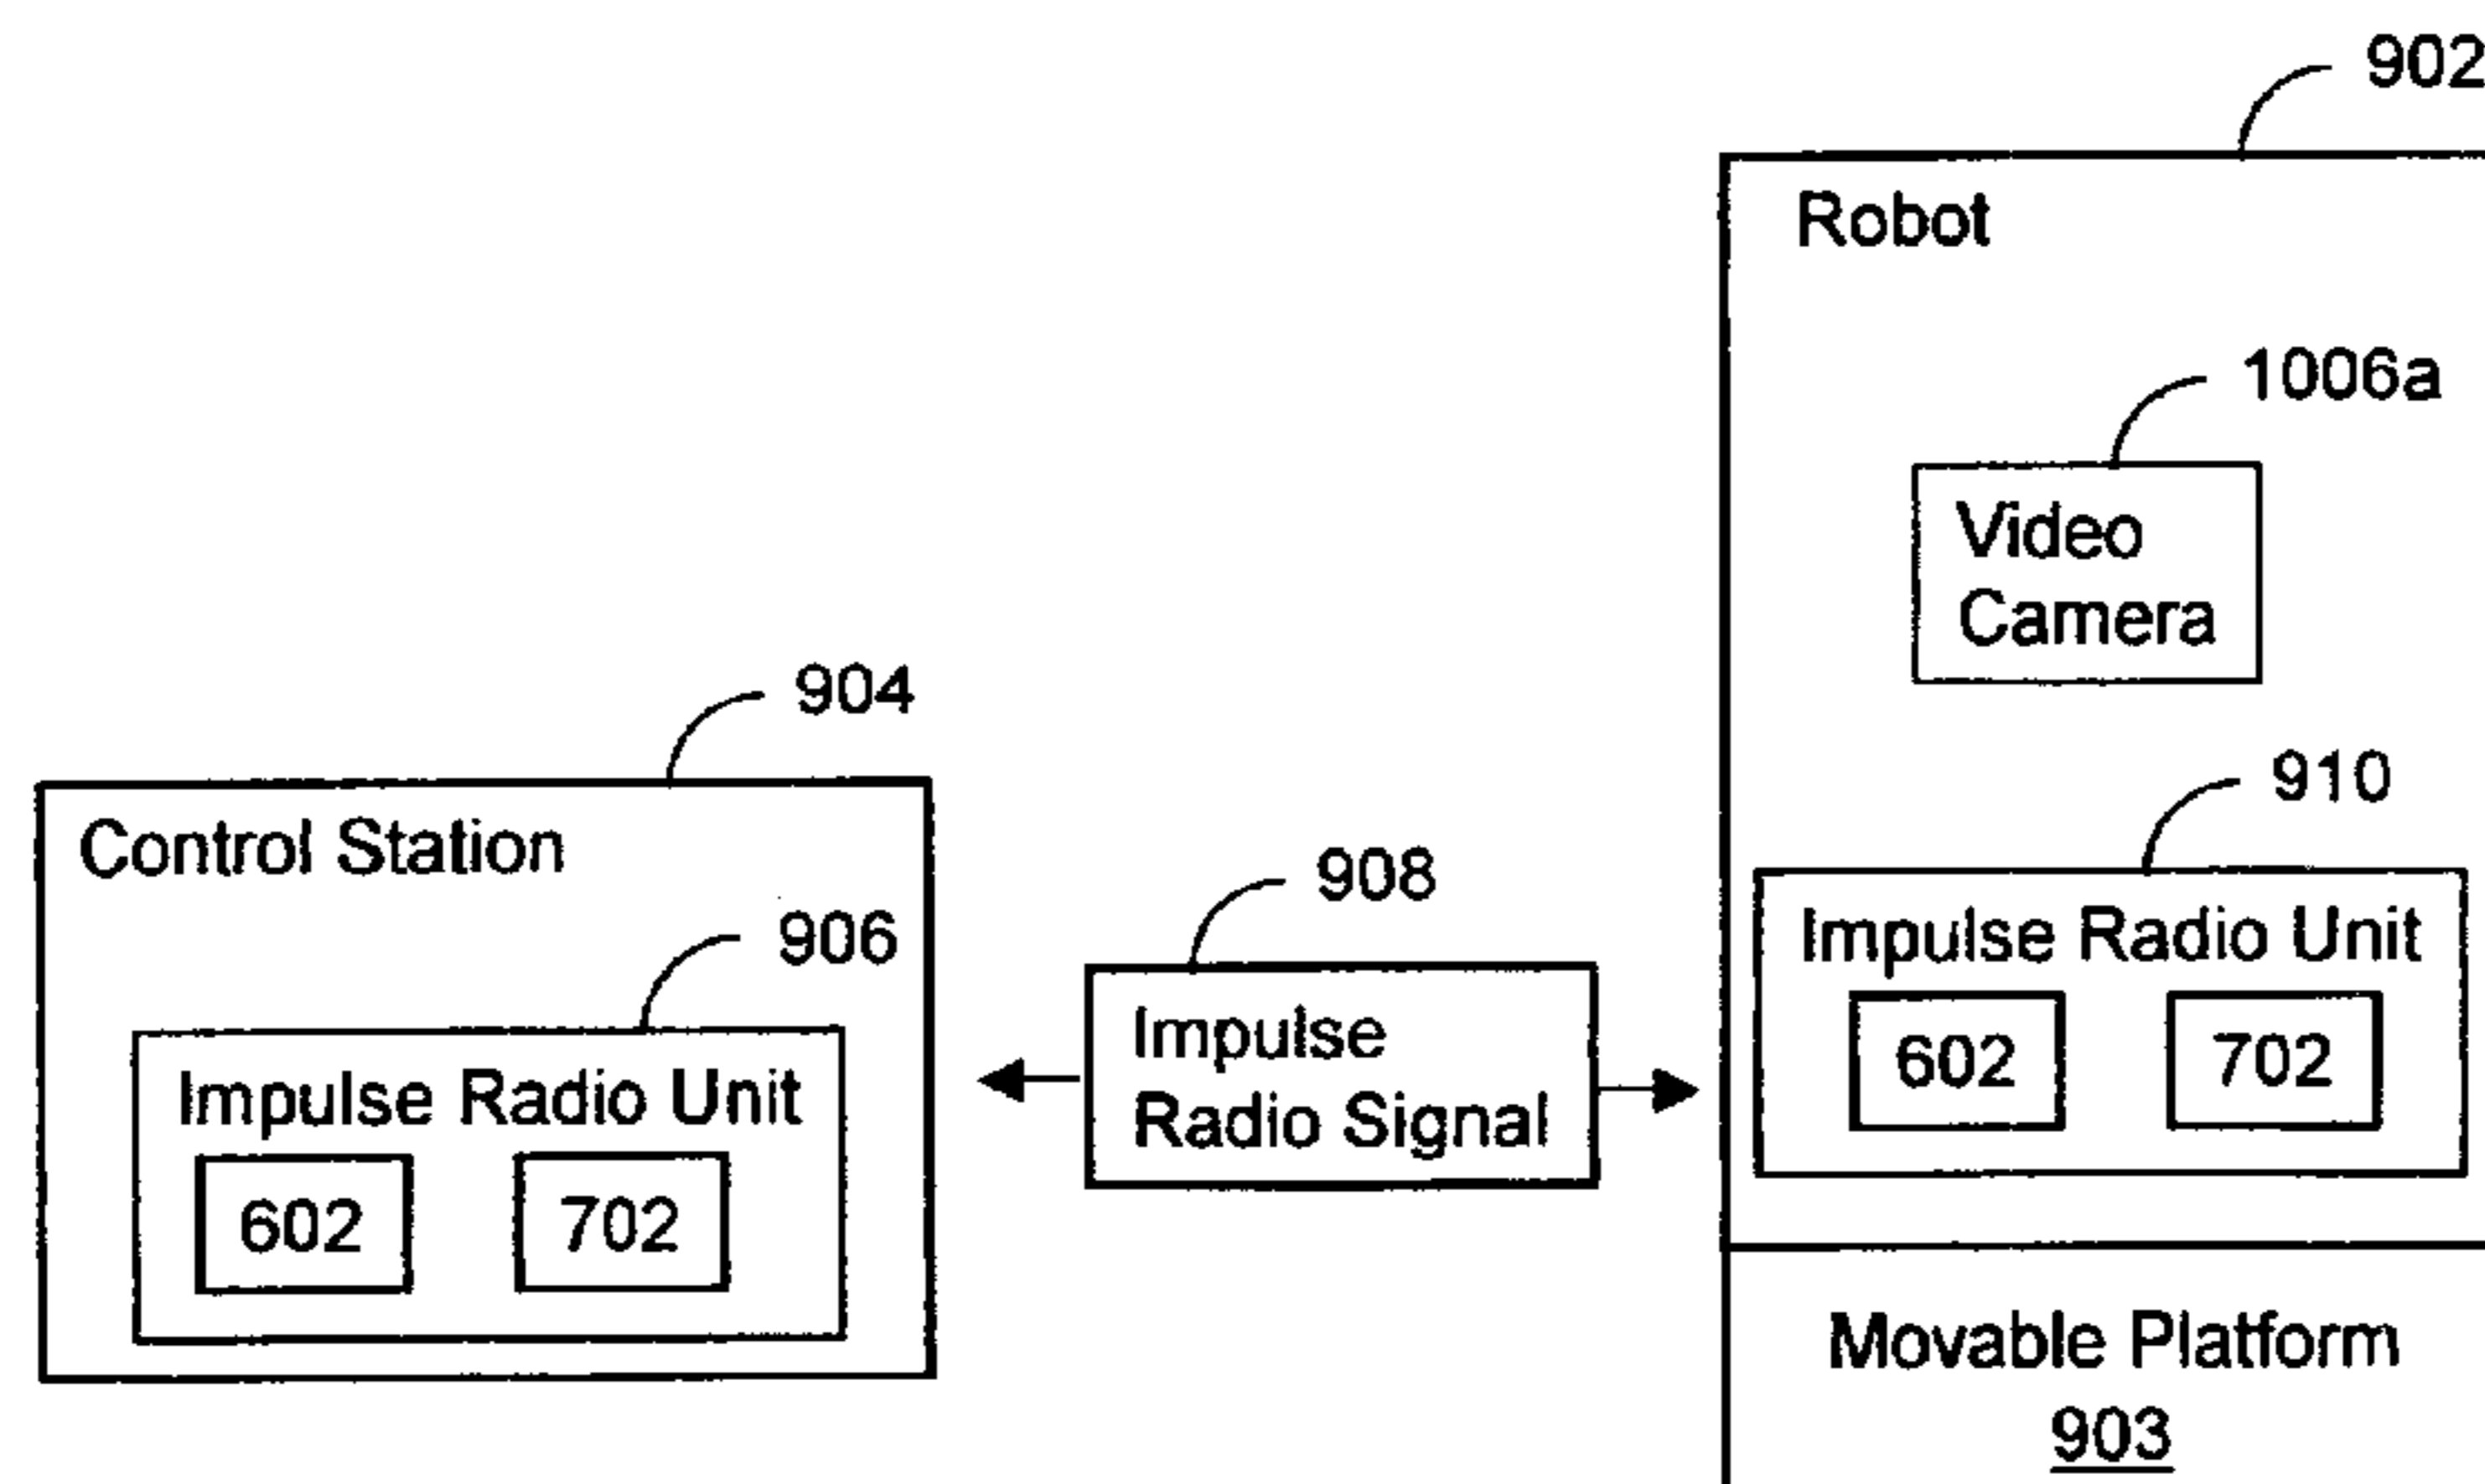 902
Robot
1006a
Video
Camera
904
Control Station
906
Impulse Radio Unit
602 702
908
Impulse
Radio Signal
910
Impulse Radio Unit
602 702
Movable Platform
903